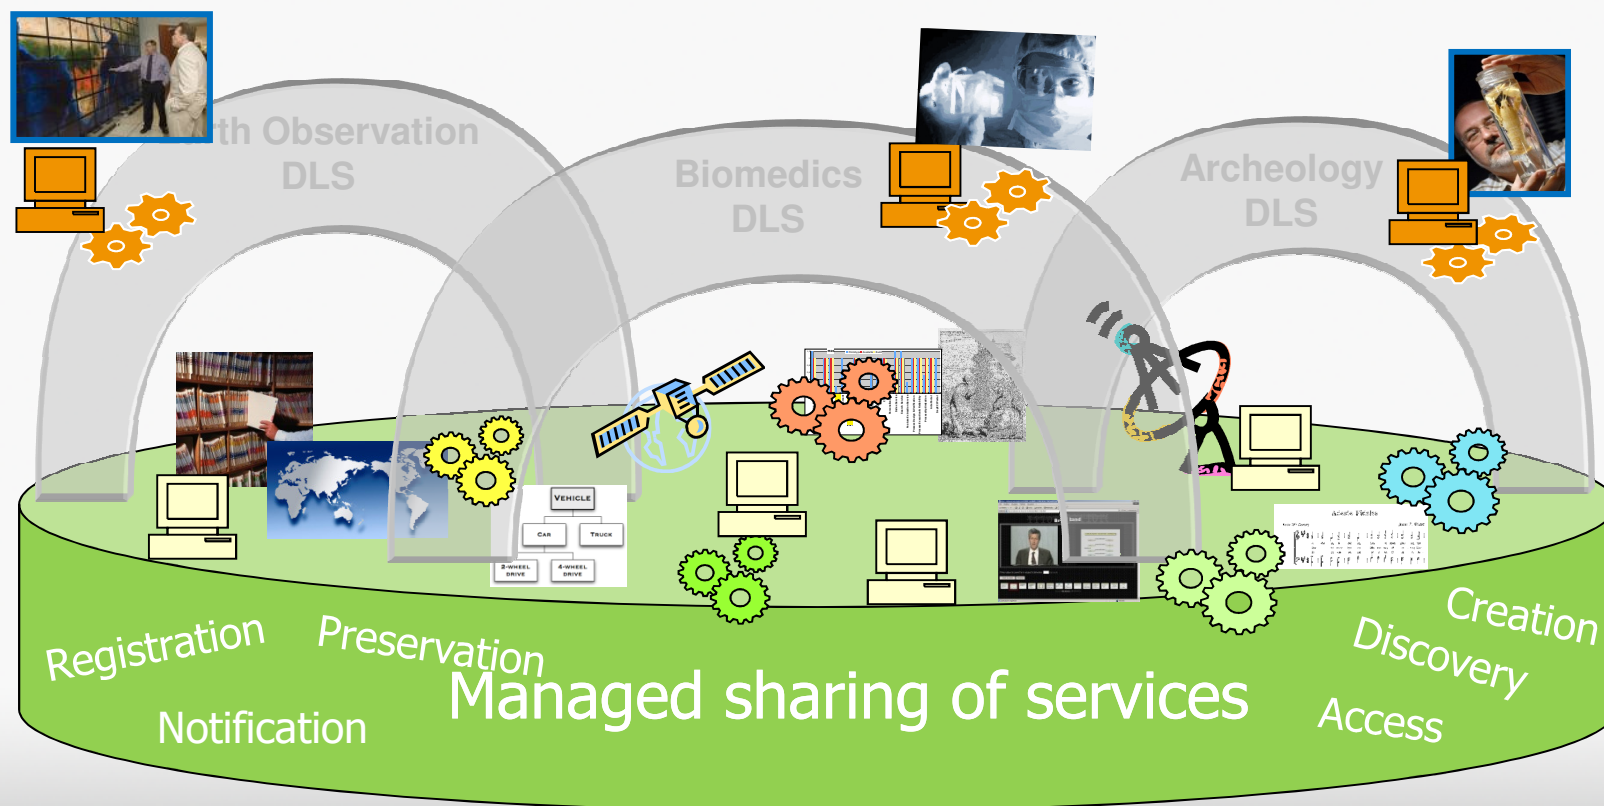 rth Observation
DLS
Biomedics
DLS
Archeology
DLS
VEHICLE
CAR
TRUCK
2-WHEEL
DRIVE
4-WHEEL
DRIVE
Registration
Preservation
Notification
Managed sharing of services
Creation
Discovery
Access